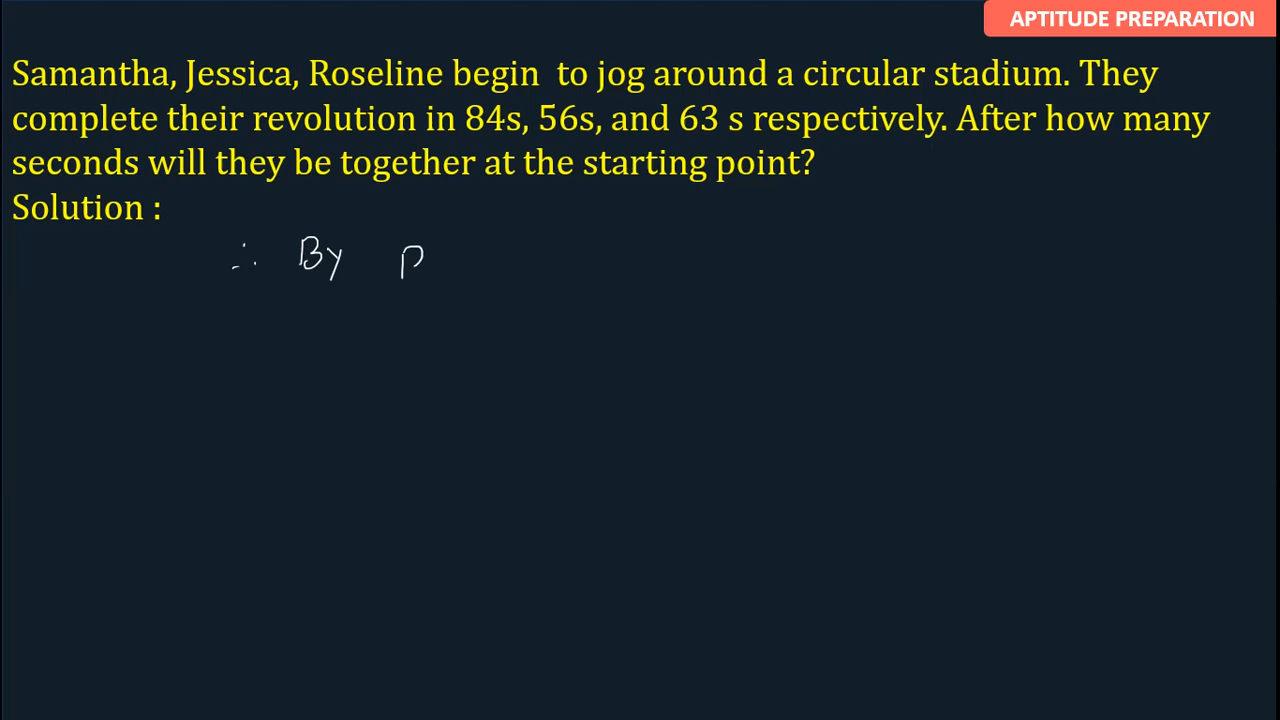 APTITUDE PREPARATION
Samantha, Jessica, Roseline begin to jog around a circular stadium. They
complete their revolution in 84s, 56s, and 63 s respectively. After how many
seconds will they be together at the starting point?
Solution :
∴ By P